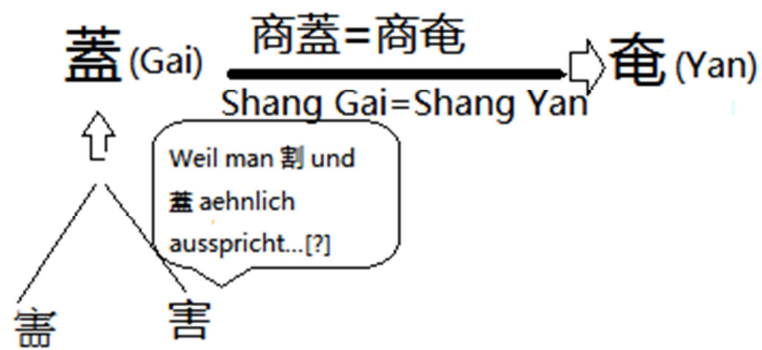 商蓋=商奄
蓋 (Gai)
奄 (Yan)
Shang Gai=Shang Yan
Weil man 割 und
蓋 aehnlich
ausspricht...[?]
害